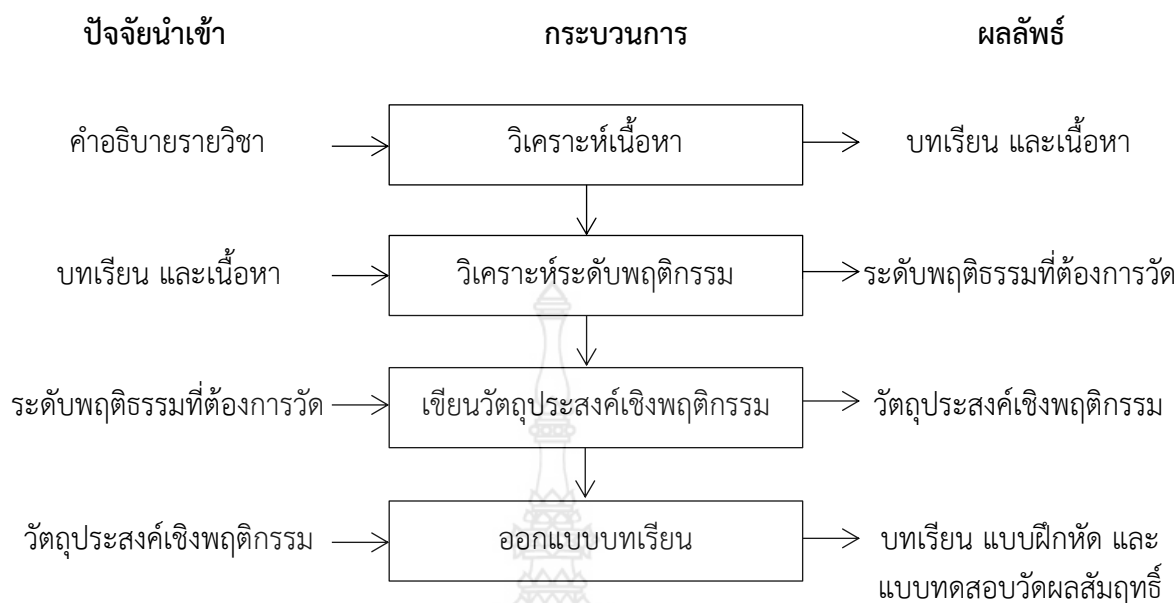 ปัจจัยนำเข้า กระบวนการ ผลลัพธ์
คำอธิบายรายวิชา วิเคราะห์เนื้อหา บทเรียน และเนื้อหา
บทเรียน และเนื้อหา วิเคราะห์ระดับพฤติกรรม ระดับพฤติธรรมที่ต้องการวัด
ระดับพฤติธรรมที่ต้องการวัด เขียนวัตถุประสงค์เชิงพฤติกรรม วัตถุประสงค์เชิงพฤติกรรม
วัตถุประสงค์เชิงพฤติกรรม ออกแบบบทเรียน บทเรียน แบบฝึกหัด และ
แบบทดสอบวัดผลสัมฤทธิ์